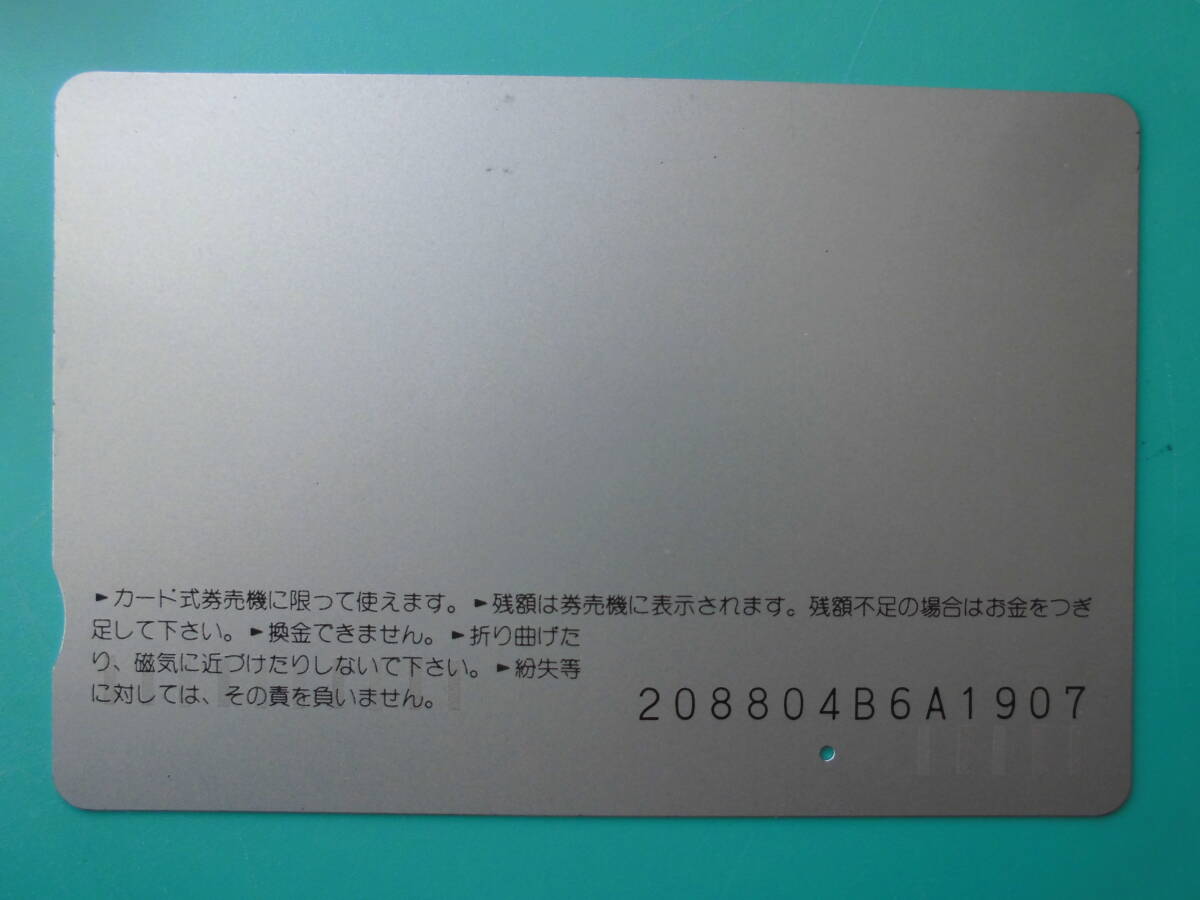 ►カード式券売機に限って使えます。►残額は券売機に表示されます。残額不足の場合はお金をつぎ
足して下さい。►換金できません。►折り曲げた
り、磁気に近づけたりしないで下さい。►紛失等
に対しては、その責を負いません。
208804B6A1907